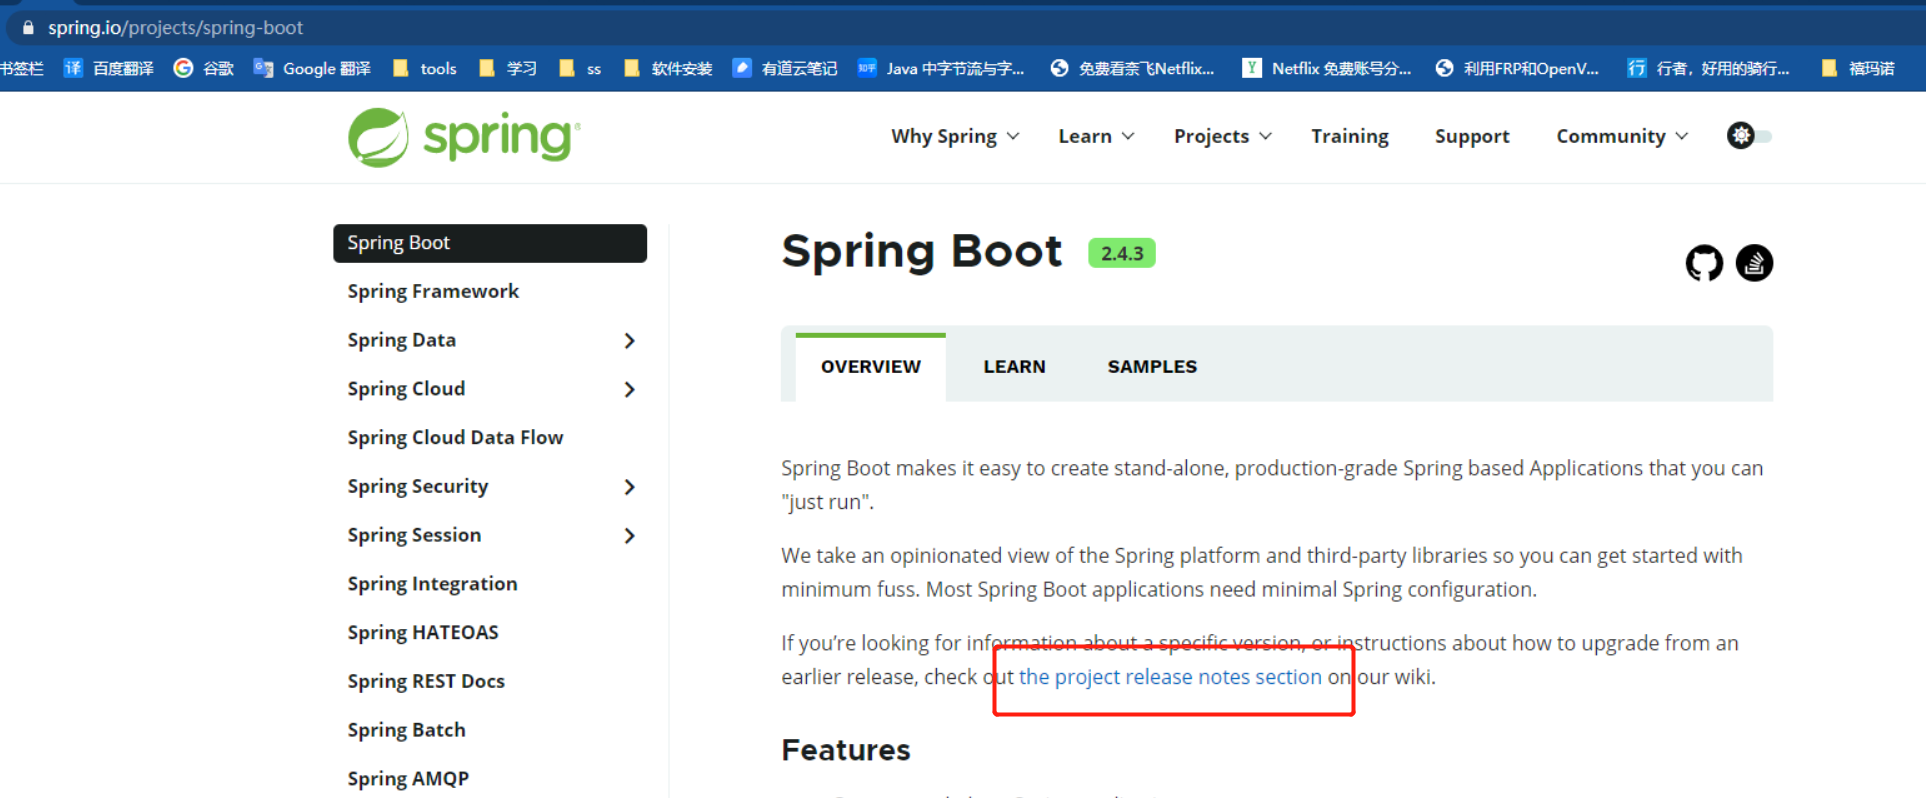 spring.io/projects/spring-boot
书签栏 译 百度翻译 G 谷歌 G Google 翻译 tools 学习 ss 软件安装 有道云笔记 知乎 Java 中字节流与字... 免费看奈飞Netflix... Y Netflix 免费账号分... 利用FRP和OpenV... 行 行者，好用的骑行... 禧玛诺
spring®
Why Spring Learn Projects Training Support Community
Spring Boot
Spring Framework
Spring Data
Spring Cloud
Spring Cloud Data Flow
Spring Security
Spring Session
Spring Integration
Spring HATEOAS
Spring REST Docs
Spring Batch
Spring AMQP
Spring Boot 2.4.3
OVERVIEW LEARN SAMPLES
Spring Boot makes it easy to create stand-alone, production-grade Spring based Applications that you can
"just run".
We take an opinionated view of the Spring platform and third-party libraries so you can get started with
minimum fuss. Most Spring Boot applications need minimal Spring configuration.
If you’re looking for information about a specific version, or instructions about how to upgrade from an
earlier release, check out the project release notes section on our wiki.
Features